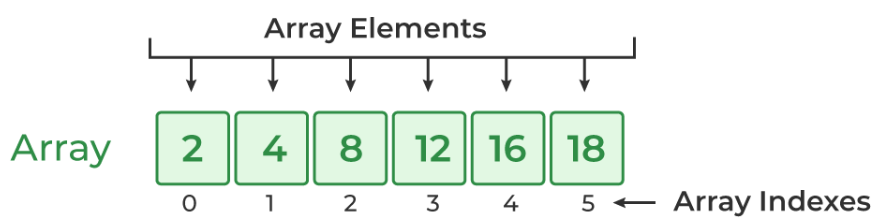 Array Elements
Array 2 4 8 12 16 18
0 1 2 3 4 5 Array Indexes